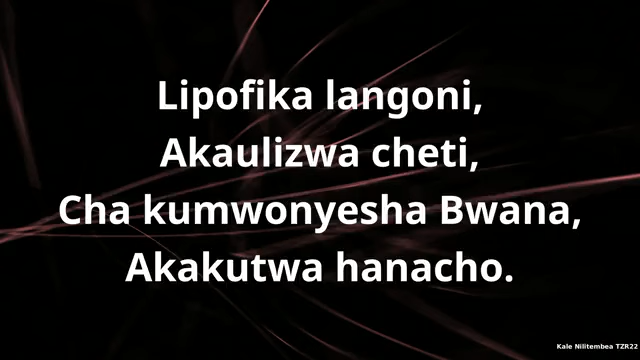 Lipofika langoni,
Akaulizwa cheti,
Cha kumwonyesha Bwana,
Akakutwa hanacho.
Kale Nilitembea TZR22